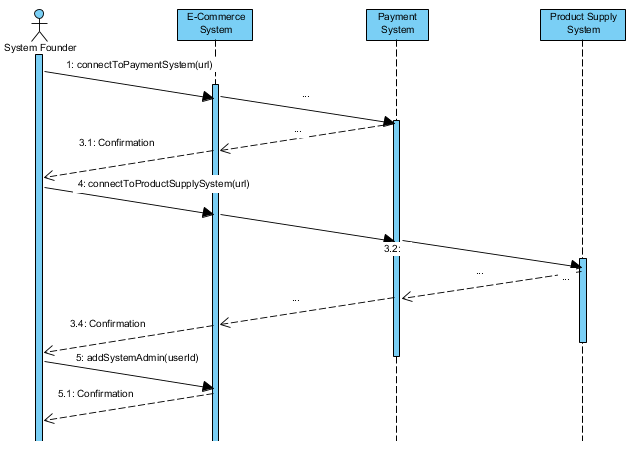 E-Commerce
System
Payment
System
Product Supply
System
System Founder
1: connectToPaymentSystem(url)
...
...
3.1: Confirmation
4: connectToProductSupplySystem(url)
3.2:
...
...
...
3.4: Confirmation
5: addSystemAdmin(userId)
5.1: Confirmation